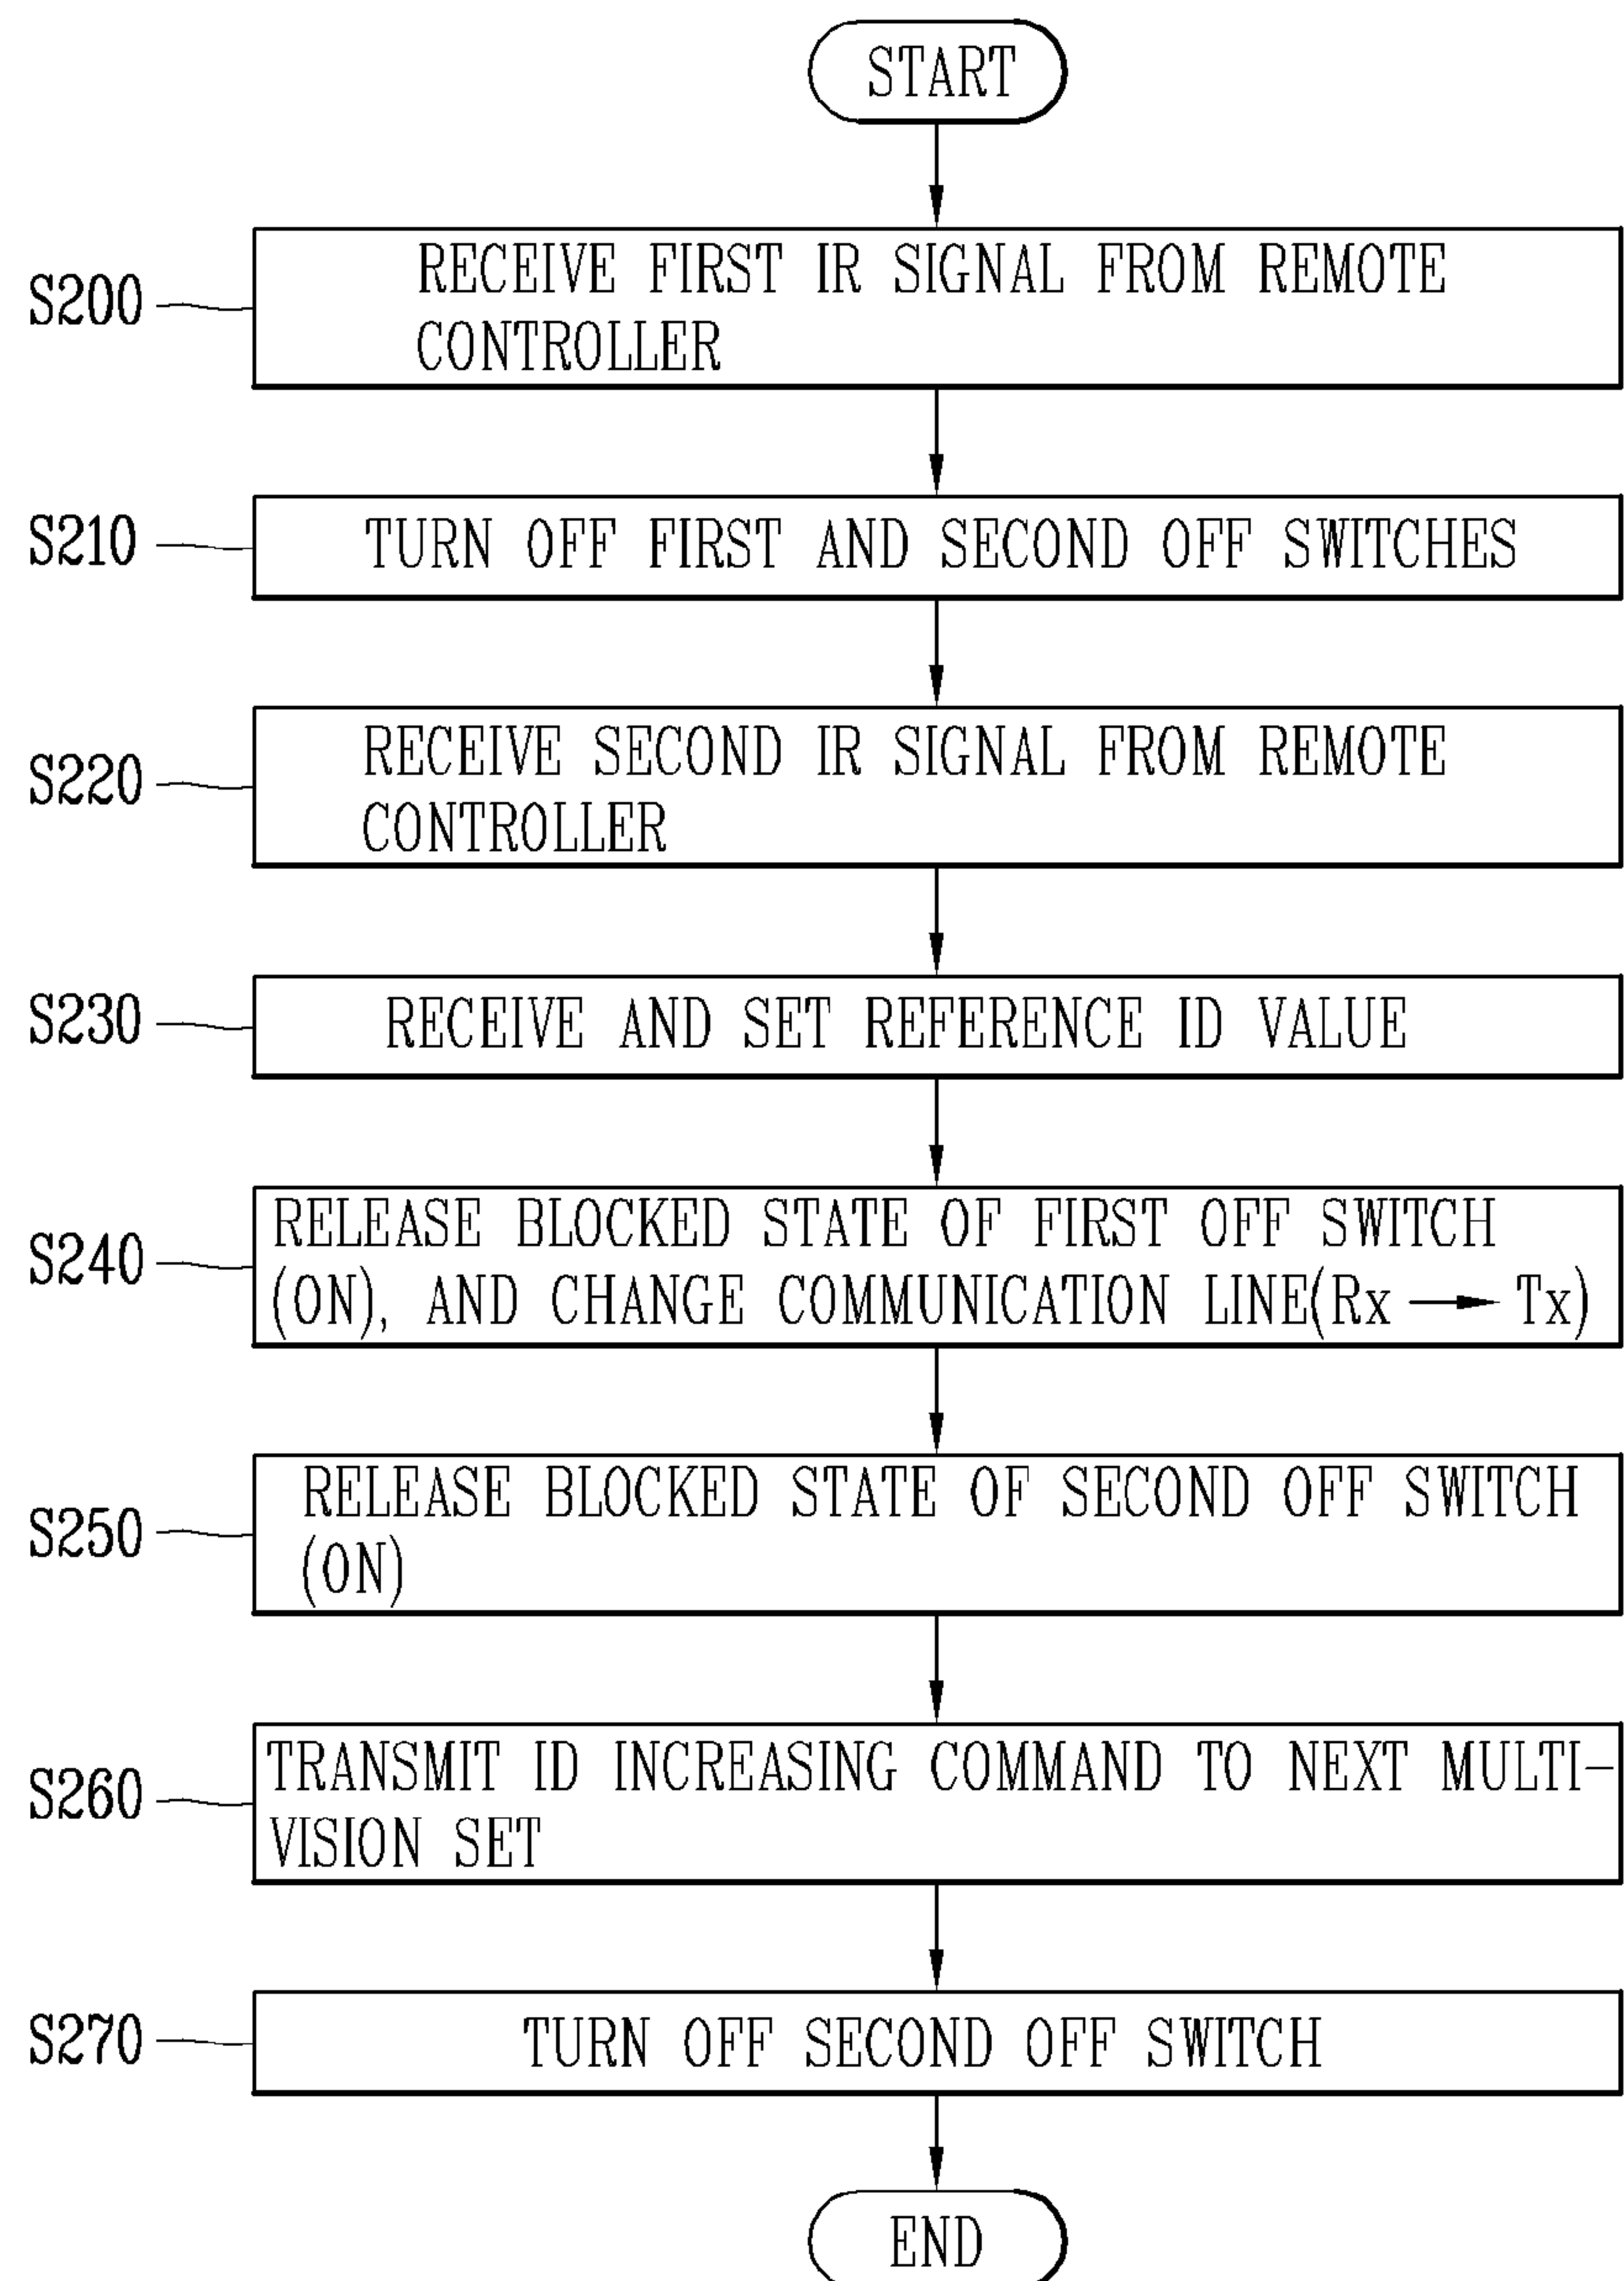 START
S200
RECEIVE FIRST IR SIGNAL FROM REMOTE
CONTROLLER
S210
TURN OFF FIRST AND SECOND OFF SWITCHES
S220
RECEIVE SECOND IR SIGNAL FROM REMOTE
CONTROLLER
S230
RECEIVE AND SET REFERENCE ID VALUE
S240
RELEASE BLOCKED STATE OF FIRST OFF SWITCH
(ON), AND CHANGE COMMUNICATION LINE(Rx → Tx)
S250
RELEASE BLOCKED STATE OF SECOND OFF SWITCH
(ON)
S260
TRANSMIT ID INCREASING COMMAND TO NEXT MULTI-
VISION SET
S270
TURN OFF SECOND OFF SWITCH
END